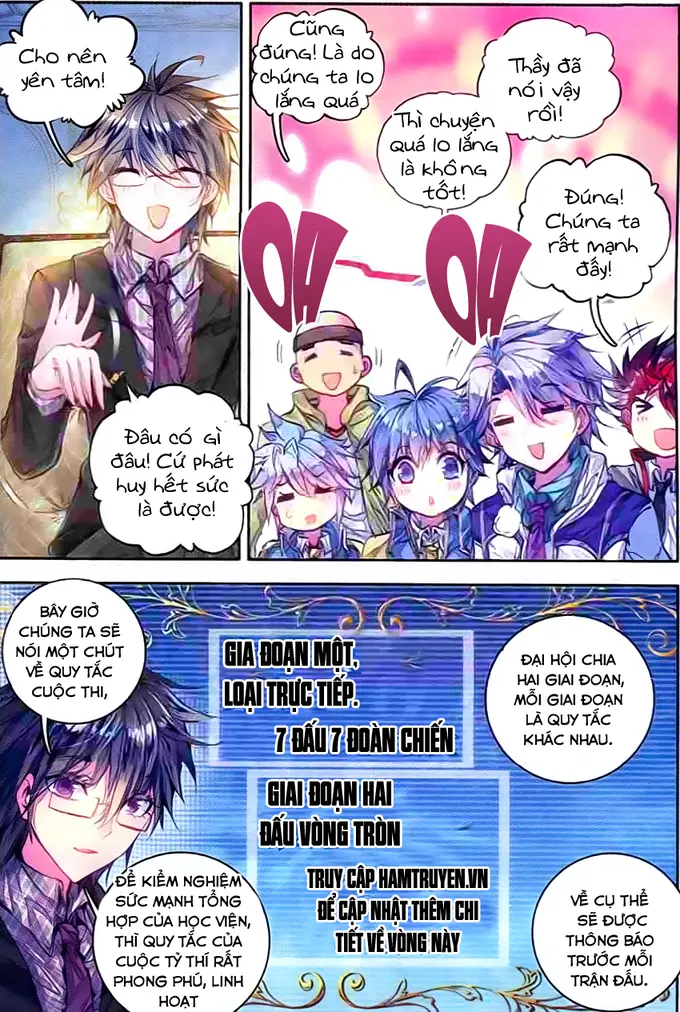 Cho nên
yên tâm!
Cũng
đúng! Là do
chúng ta lo
lắng quá
Thì chuyện
quá lo lắng
là không
tốt!
Thầy đã
nói vậy
rồi!
Đúng!
Chúng ta
rất mạnh
đấy!
OH
OH
Đâu có gì
đâu! Cứ phát
huy hết sức
là được!
BÂY GIỜ
CHÚNG TA SẼ
NÓI MỘT CHÚT
VỀ QUY TẮC
CUỘC THI,
GIA ĐOẠN MỘT,
LOẠI TRỰC TIẾP.
7 ĐẤU 7 ĐOÀN CHIẾN
ĐẠI HỘI CHIA
HAI GIAI ĐOẠN,
MỖI GIAI ĐOẠN
LÀ QUY TẮC
KHÁC NHAU.
GIAI ĐOẠN HAI
ĐẤU VÒNG TRÒN
TRUY CẬP HAMTRUYEN.VN
ĐỂ CẬP NHẬT THÊM CHI
TIẾT VỀ VÒNG NÀY
ĐỂ KIỂM NGHIỆM
SỨC MẠNH TỔNG
HỢP CỦA HỌC VIỆN,
THÌ QUY TẮC CỦA
CUỘC TỶ THÍ RẤT
PHONG PHÚ, LINH
HOẠT
VỀ CỤ THỂ
SẼ ĐƯỢC
THÔNG BÁO
TRƯỚC MỖI
TRẬN ĐẤU.